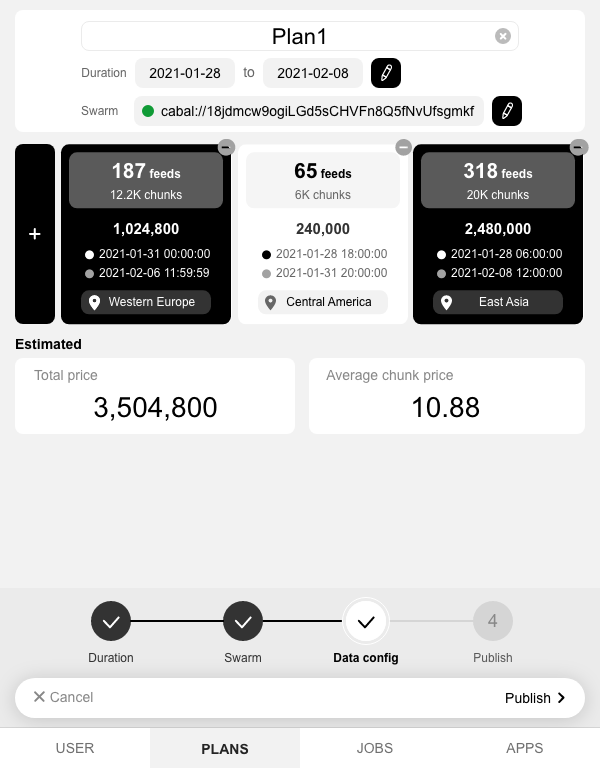 Plan1
Duration 2021-01-28 to 2021-02-08
Swarm cabal://18jdmcw9ogiLGd5sCHVFn8Q5fNvUfsgmkf
+
187 feeds
12.2K chunks
1,024,800
2021-01-31 00:00:00
2021-02-06 11:59:59
Western Europe
65 feeds
6K chunks
240,000
2021-01-28 18:00:00
2021-01-31 20:00:00
Central America
318 feeds
20K chunks
2,480,000
2021-01-28 06:00:00
2021-02-08 12:00:00
East Asia
Estimated
Total price
3,504,800
Average chunk price
10.88
4
Duration Swarm Data config Publish
Cancel Publish
USER PLANS JOBS APPS